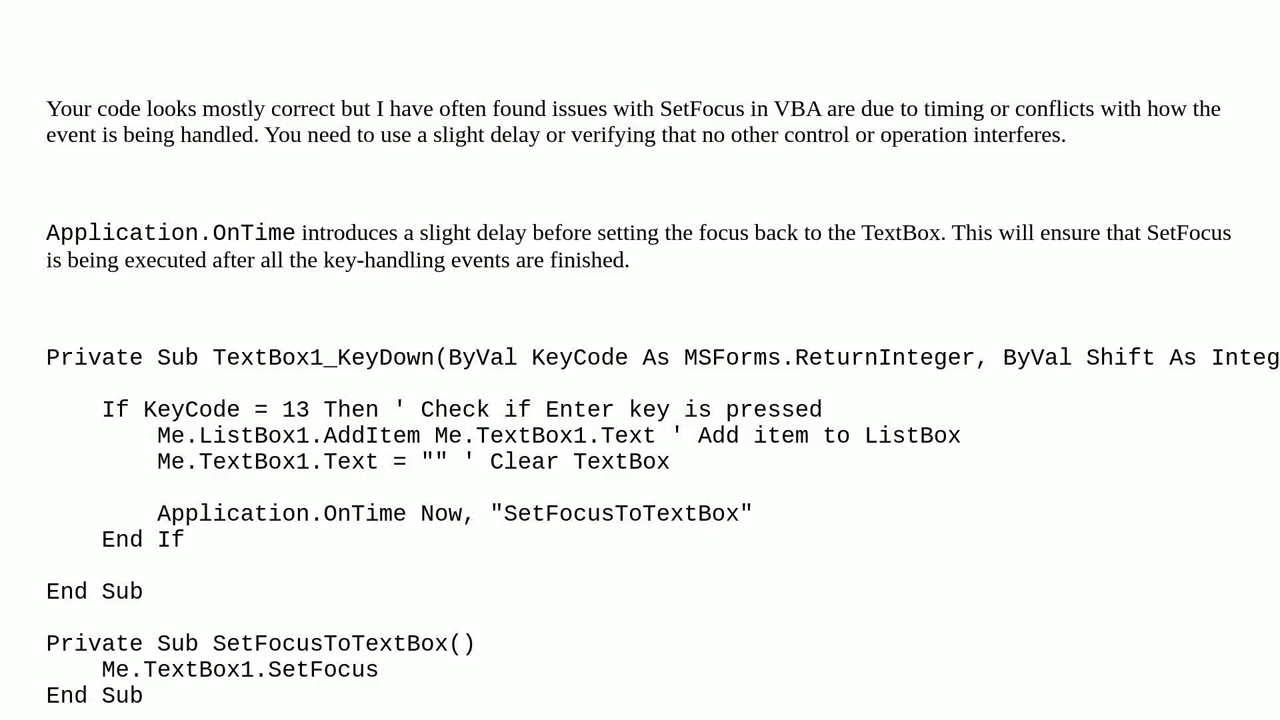 Your code looks mostly correct but I have often found issues with SetFocus in VBA are due to timing or conflicts with how the
event is being handled. You need to use a slight delay or verifying that no other control or operation interferes.
Application.OnTime introduces a slight delay before setting the focus back to the TextBox. This will ensure that SetFocus
is being executed after all the key-handling events are finished.
Private Sub TextBox1_KeyDown(ByVal KeyCode As MSForms.ReturnInteger, ByVal Shift As Integ
    If KeyCode = 13 Then ' Check if Enter key is pressed
        Me.ListBox1.AddItem Me.TextBox1.Text ' Add item to ListBox
        Me.TextBox1.Text = "" ' Clear TextBox
        Application.OnTime Now, "SetFocusToTextBox"
    End If
End Sub
Private Sub SetFocusToTextBox()
    Me.TextBox1.SetFocus
End Sub